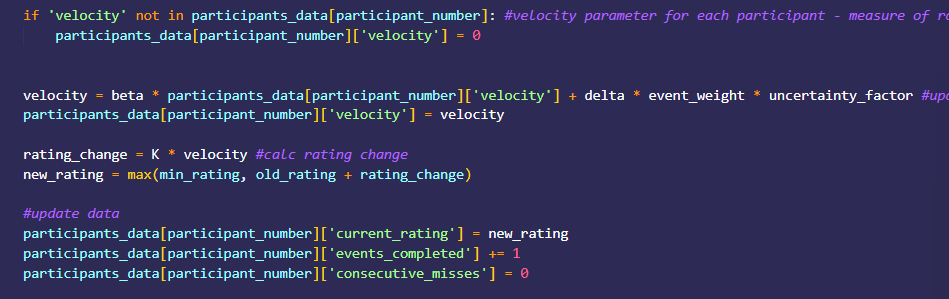 if 'velocity' not in participants_data[participant_number]: #velocity parameter for each participant - measure of
    participants_data[participant_number]['velocity'] = 0
velocity = beta * participants_data[participant_number]['velocity'] + delta * event_weight * uncertainty_factor
participants_data[participant_number]['velocity'] = velocity
rating_change = K * velocity #calc rating change
new_rating = max(min_rating, old_rating + rating_change)
#update data
participants_data[participant_number]['current_rating'] = new_rating
participants_data[participant_number]['events_completed'] += 1
participants_data[participant_number]['consecutive_misses'] = 0